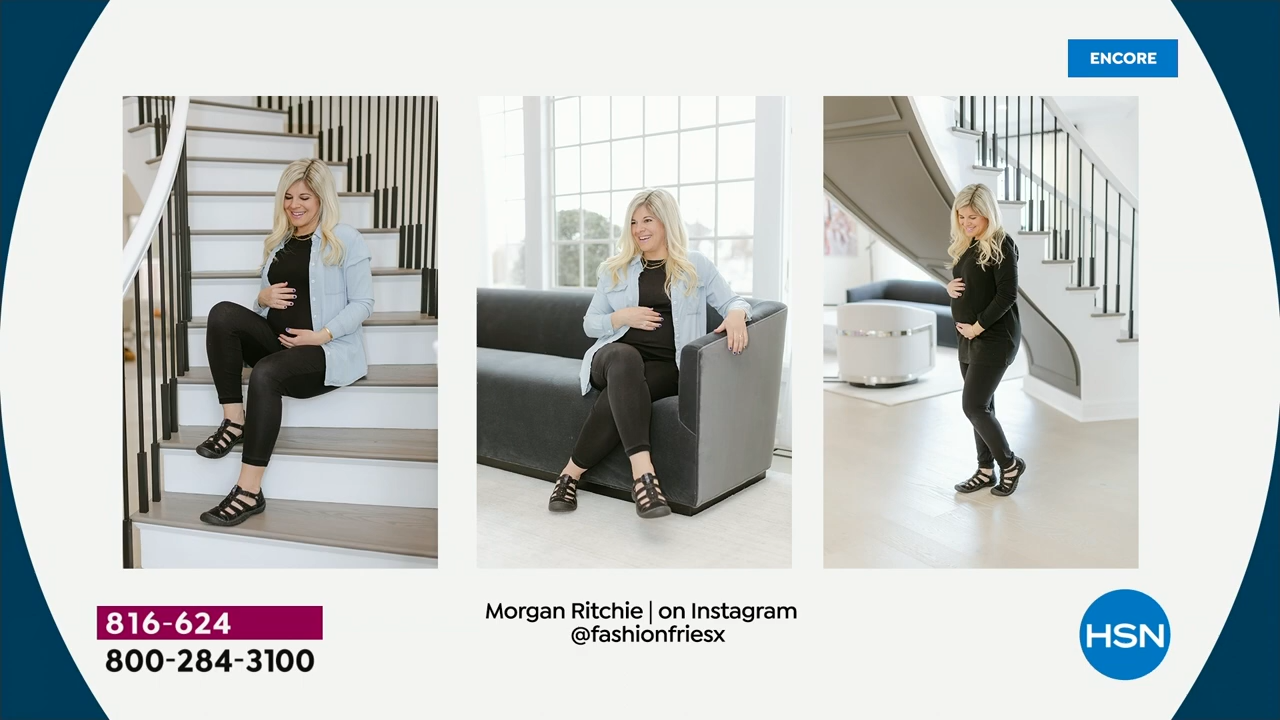 ENCORE
816-624
800-284-3100
Morgan Ritchie | on Instagram
@fashionfriesx
HSN